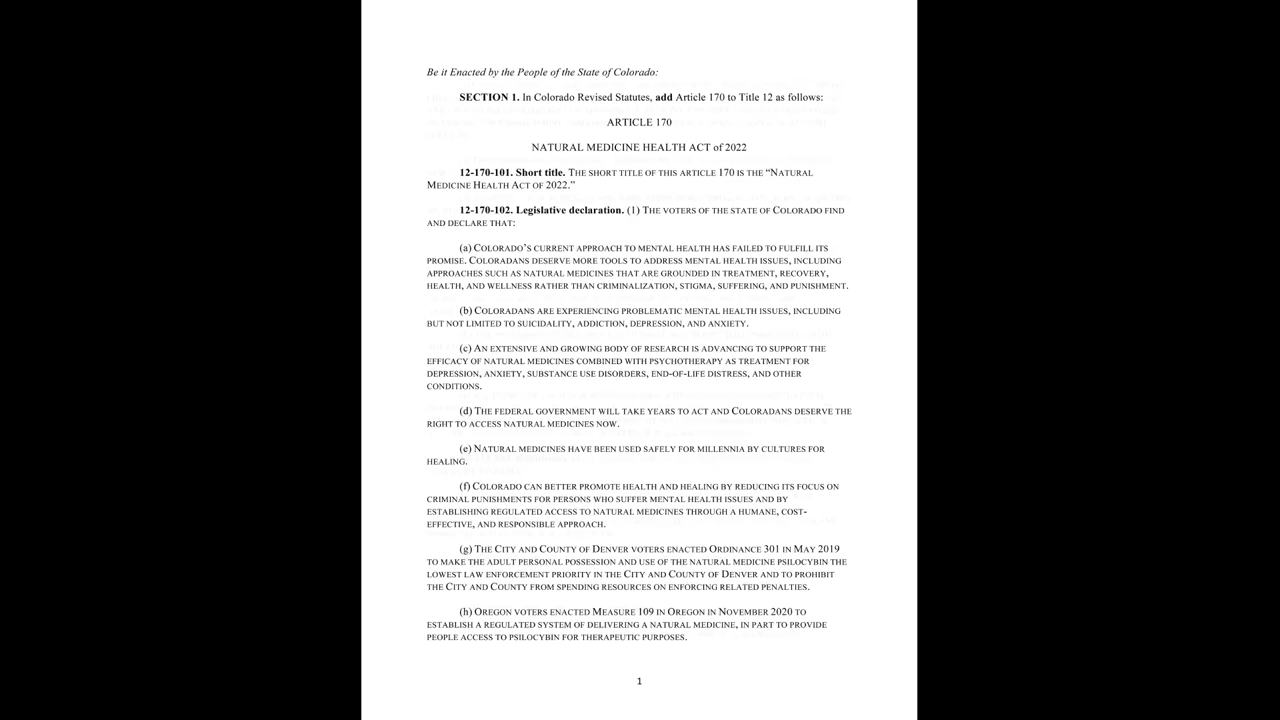 Be it Enacted by the People of the State of Colorado:
SECTION 1. In Colorado Revised Statutes, add Article 170 to Title 12 as follows:
ARTICLE 170
NATURAL MEDICINE HEALTH ACT of 2022
12-170-101. Short title. THE SHORT TITLE OF THIS ARTICLE 170 IS THE “NATURAL
MEDICINE HEALTH ACT OF 2022.”
12-170-102. Legislative declaration. (1) THE VOTERS OF THE STATE OF COLORADO FIND
AND DECLARE THAT:
(a) COLORADO’S CURRENT APPROACH TO MENTAL HEALTH HAS FAILED TO FULFILL ITS
PROMISE. COLORADANS DESERVE MORE TOOLS TO ADDRESS MENTAL HEALTH ISSUES, INCLUDING
APPROACHES SUCH AS NATURAL MEDICINES THAT ARE GROUNDED IN TREATMENT, RECOVERY,
HEALTH, AND WELLNESS RATHER THAN CRIMINALIZATION, STIGMA, SUFFERING, AND PUNISHMENT.
(b) COLORADANS ARE EXPERIENCING PROBLEMATIC MENTAL HEALTH ISSUES, INCLUDING
BUT NOT LIMITED TO SUICIDALITY, ADDICTION, DEPRESSION, AND ANXIETY.
(c) AN EXTENSIVE AND GROWING BODY OF RESEARCH IS ADVANCING TO SUPPORT THE
EFFICACY OF NATURAL MEDICINES COMBINED WITH PSYCHOTHERAPY AS TREATMENT FOR
DEPRESSION, ANXIETY, SUBSTANCE USE DISORDERS, END-OF-LIFE DISTRESS, AND OTHER
CONDITIONS.
(d) THE FEDERAL GOVERNMENT WILL TAKE YEARS TO ACT AND COLORADANS DESERVE THE
RIGHT TO ACCESS NATURAL MEDICINES NOW.
(e) NATURAL MEDICINES HAVE BEEN USED SAFELY FOR MILLENNIA BY CULTURES FOR
HEALING.
(f) COLORADO CAN BETTER PROMOTE HEALTH AND HEALING BY REDUCING ITS FOCUS ON
CRIMINAL PUNISHMENTS FOR PERSONS WHO SUFFER MENTAL HEALTH ISSUES AND BY
ESTABLISHING REGULATED ACCESS TO NATURAL MEDICINES THROUGH A HUMANE, COST-
EFFECTIVE, AND RESPONSIBLE APPROACH.
(g) THE CITY AND COUNTY OF DENVER VOTERS ENACTED ORDINANCE 301 IN MAY 2019
TO MAKE THE ADULT PERSONAL POSSESSION AND USE OF THE NATURAL MEDICINE PSILOCYBIN THE
LOWEST LAW ENFORCEMENT PRIORITY IN THE CITY AND COUNTY OF DENVER AND TO PROHIBIT
THE CITY AND COUNTY FROM SPENDING RESOURCES ON ENFORCING RELATED PENALTIES.
(h) OREGON VOTERS ENACTED MEASURE 109 IN OREGON IN NOVEMBER 2020 TO
ESTABLISH A REGULATED SYSTEM OF DELIVERING A NATURAL MEDICINE, IN PART TO PROVIDE
PEOPLE ACCESS TO PSILOCYBIN FOR THERAPEUTIC PURPOSES.
1